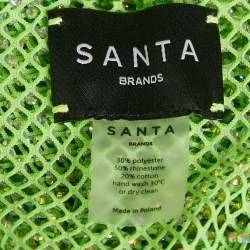 SANTA
BRANDS
SANTA
BRANDS
30% polyester
50% rhinestone
20% cotton
hand wash 30°C
or dry clean
Made in Poland